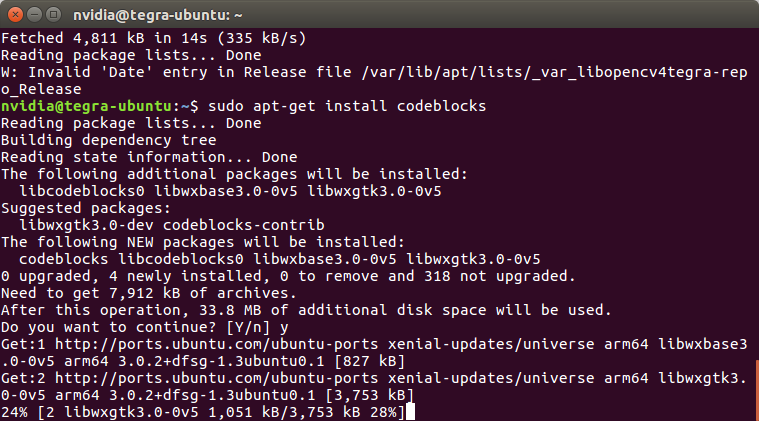 nvidia@tegra-ubuntu: ~
Fetched 4,811 kB in 14s (335 kB/s)
Reading package lists... Done
W: Invalid 'Date' entry in Release file /var/lib/apt/lists/_var_libopencv4tegra-rep
o_Release
nvidia@tegra-ubuntu:~$ sudo apt-get install codeblocks
Reading package lists... Done
Building dependency tree
Reading state information... Done
The following additional packages will be installed:
  libcodeblocks0 libwxbase3.0-0v5 libwxgtk3.0-0v5
Suggested packages:
  libwxgtk3.0-dev codeblocks-contrib
The following NEW packages will be installed:
  codeblocks libcodeblocks0 libwxbase3.0-0v5 libwxgtk3.0-0v5
0 upgraded, 4 newly installed, 0 to remove and 318 not upgraded.
Need to get 7,912 kB of archives.
After this operation, 33.8 MB of additional disk space will be used.
Do you want to continue? [Y/n] y
Get:1 http://ports.ubuntu.com/ubuntu-ports xenial-updates/universe arm64 libwxbase3
.0-0v5 arm64 3.0.2+dfsg-1.3ubuntu0.1 [827 kB]
Get:2 http://ports.ubuntu.com/ubuntu-ports xenial-updates/universe arm64 libwxgtk3.
0-0v5 arm64 3.0.2+dfsg-1.3ubuntu0.1 [3,753 kB]
24% [2 libwxgtk3.0-0v5 1,051 kB/3,753 kB 28%]